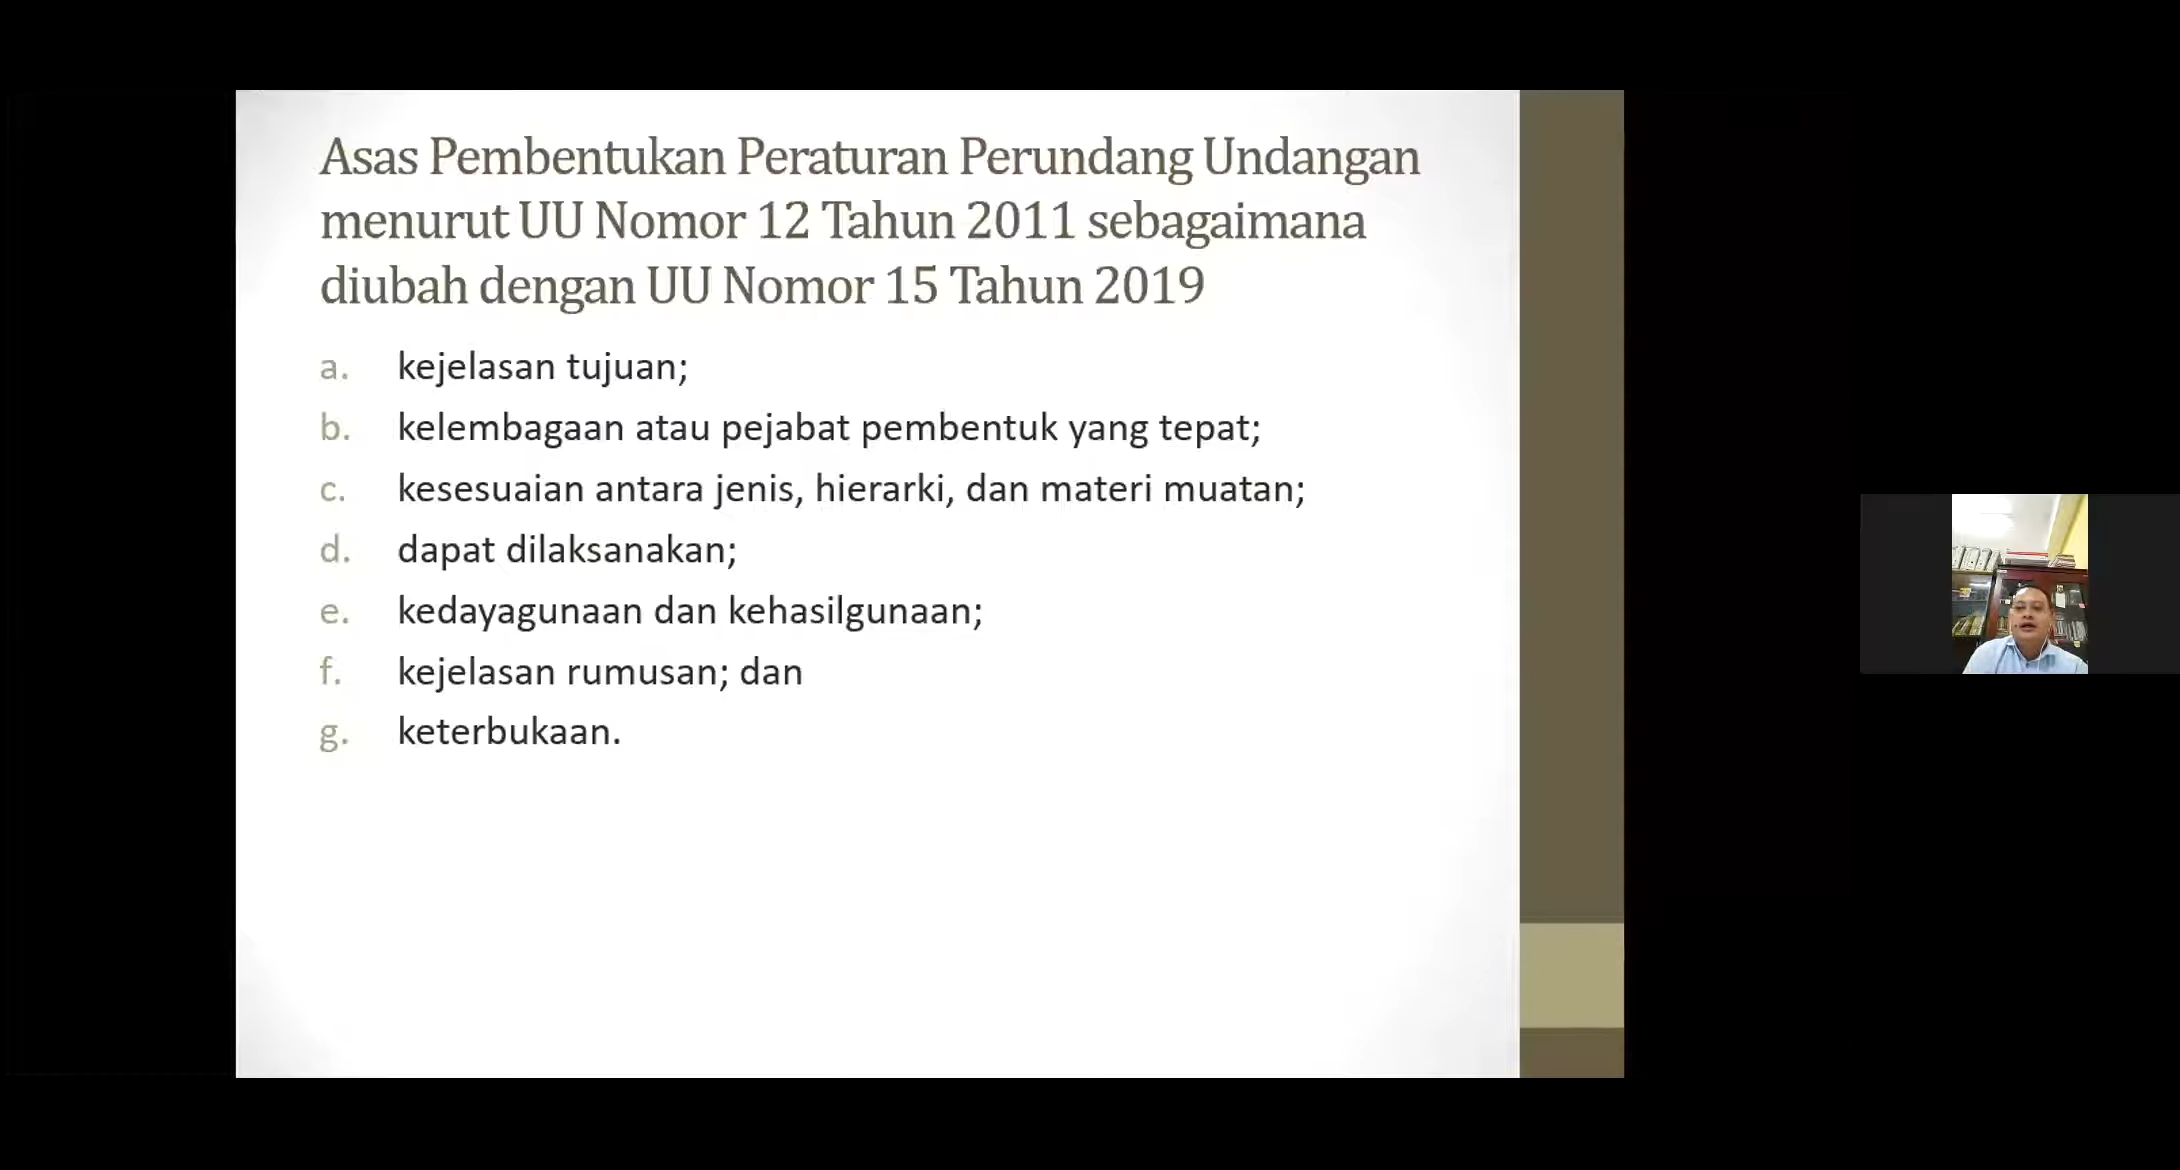 Asas Pembentukan Peraturan Perundang Undangan
menurut UU Nomor 12 Tahun 2011 sebagaimana
diubah dengan UU Nomor 15 Tahun 2019
a. kejelasan tujuan;
b. kelembagaan atau pejabat pembentuk yang tepat;
c. kesesuaian antara jenis, hierarki, dan materi muatan;
d. dapat dilaksanakan;
e. kedayagunaan dan kehasilgunaan;
f. kejelasan rumusan; dan
g. keterbukaan.